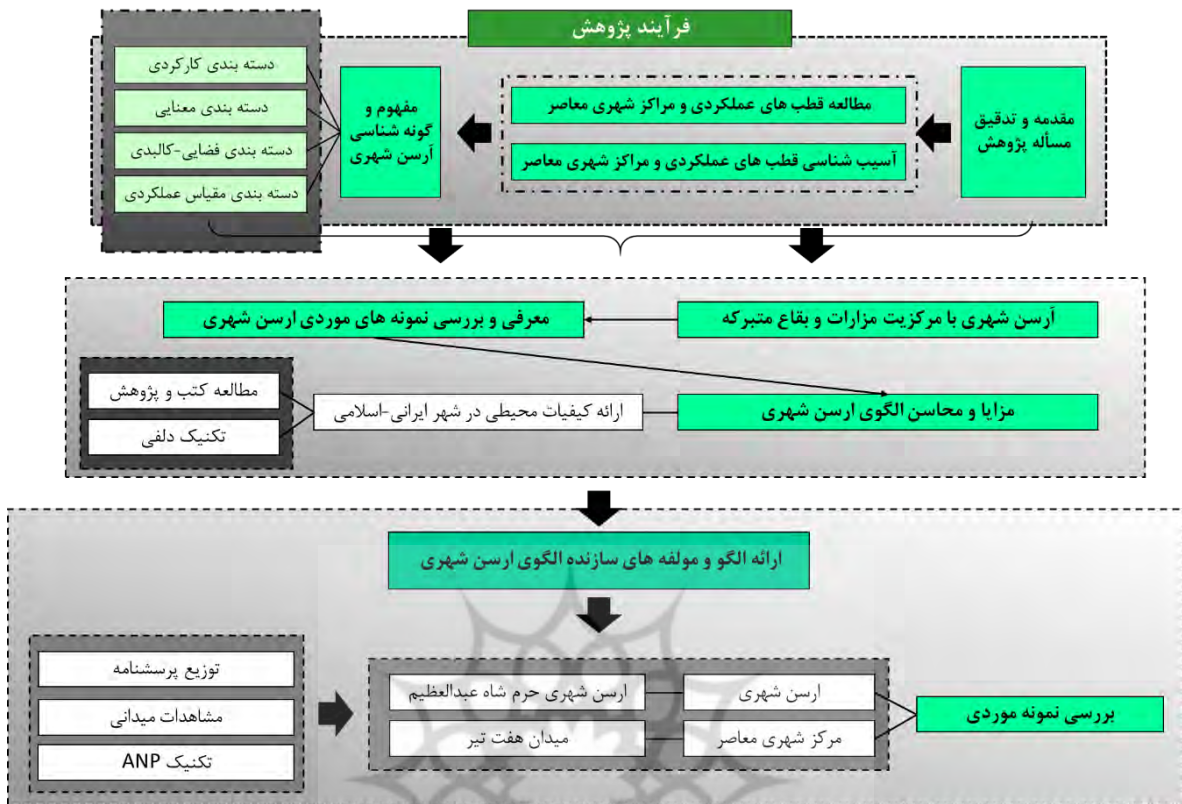 فرآیند پژوهش
مقدمه و تدقیق
مسأله پژوهش
مطالعه قطب های عملکردی و مراکز شهری معاصر
آسیب شناسی قطب های عملکردی و مراکز شهری معاصر
مفهوم و
گونه شناسی
اَرسن شهری
دسته بندی کارکردی
دسته بندی معنایی
دسته بندی فضایی-کالبدی
دسته بندی مقیاس عملکردی
اَرسن شهری با مرکزیت مزارات و بقاع متبرکه
معرفی و بررسی نمونه های موردی ارسن شهری
مزایا و محاسن الگوی ارسن شهری
ارائه کیفیات محیطی در شهر ایرانی-اسلامی
مطالعه کتب و پژوهش
تکنیک دلفی
ارائه الگو و مولفه های سازنده الگوی ارسن شهری
بررسی نمونه موردی
ارسن شهری
ارسن شهری حرم شاه عبدالعظیم
مرکز شهری معاصر
میدان هفت تیر
توزیع پرسشنامه
مشاهدات میدانی
تکنیک ANP